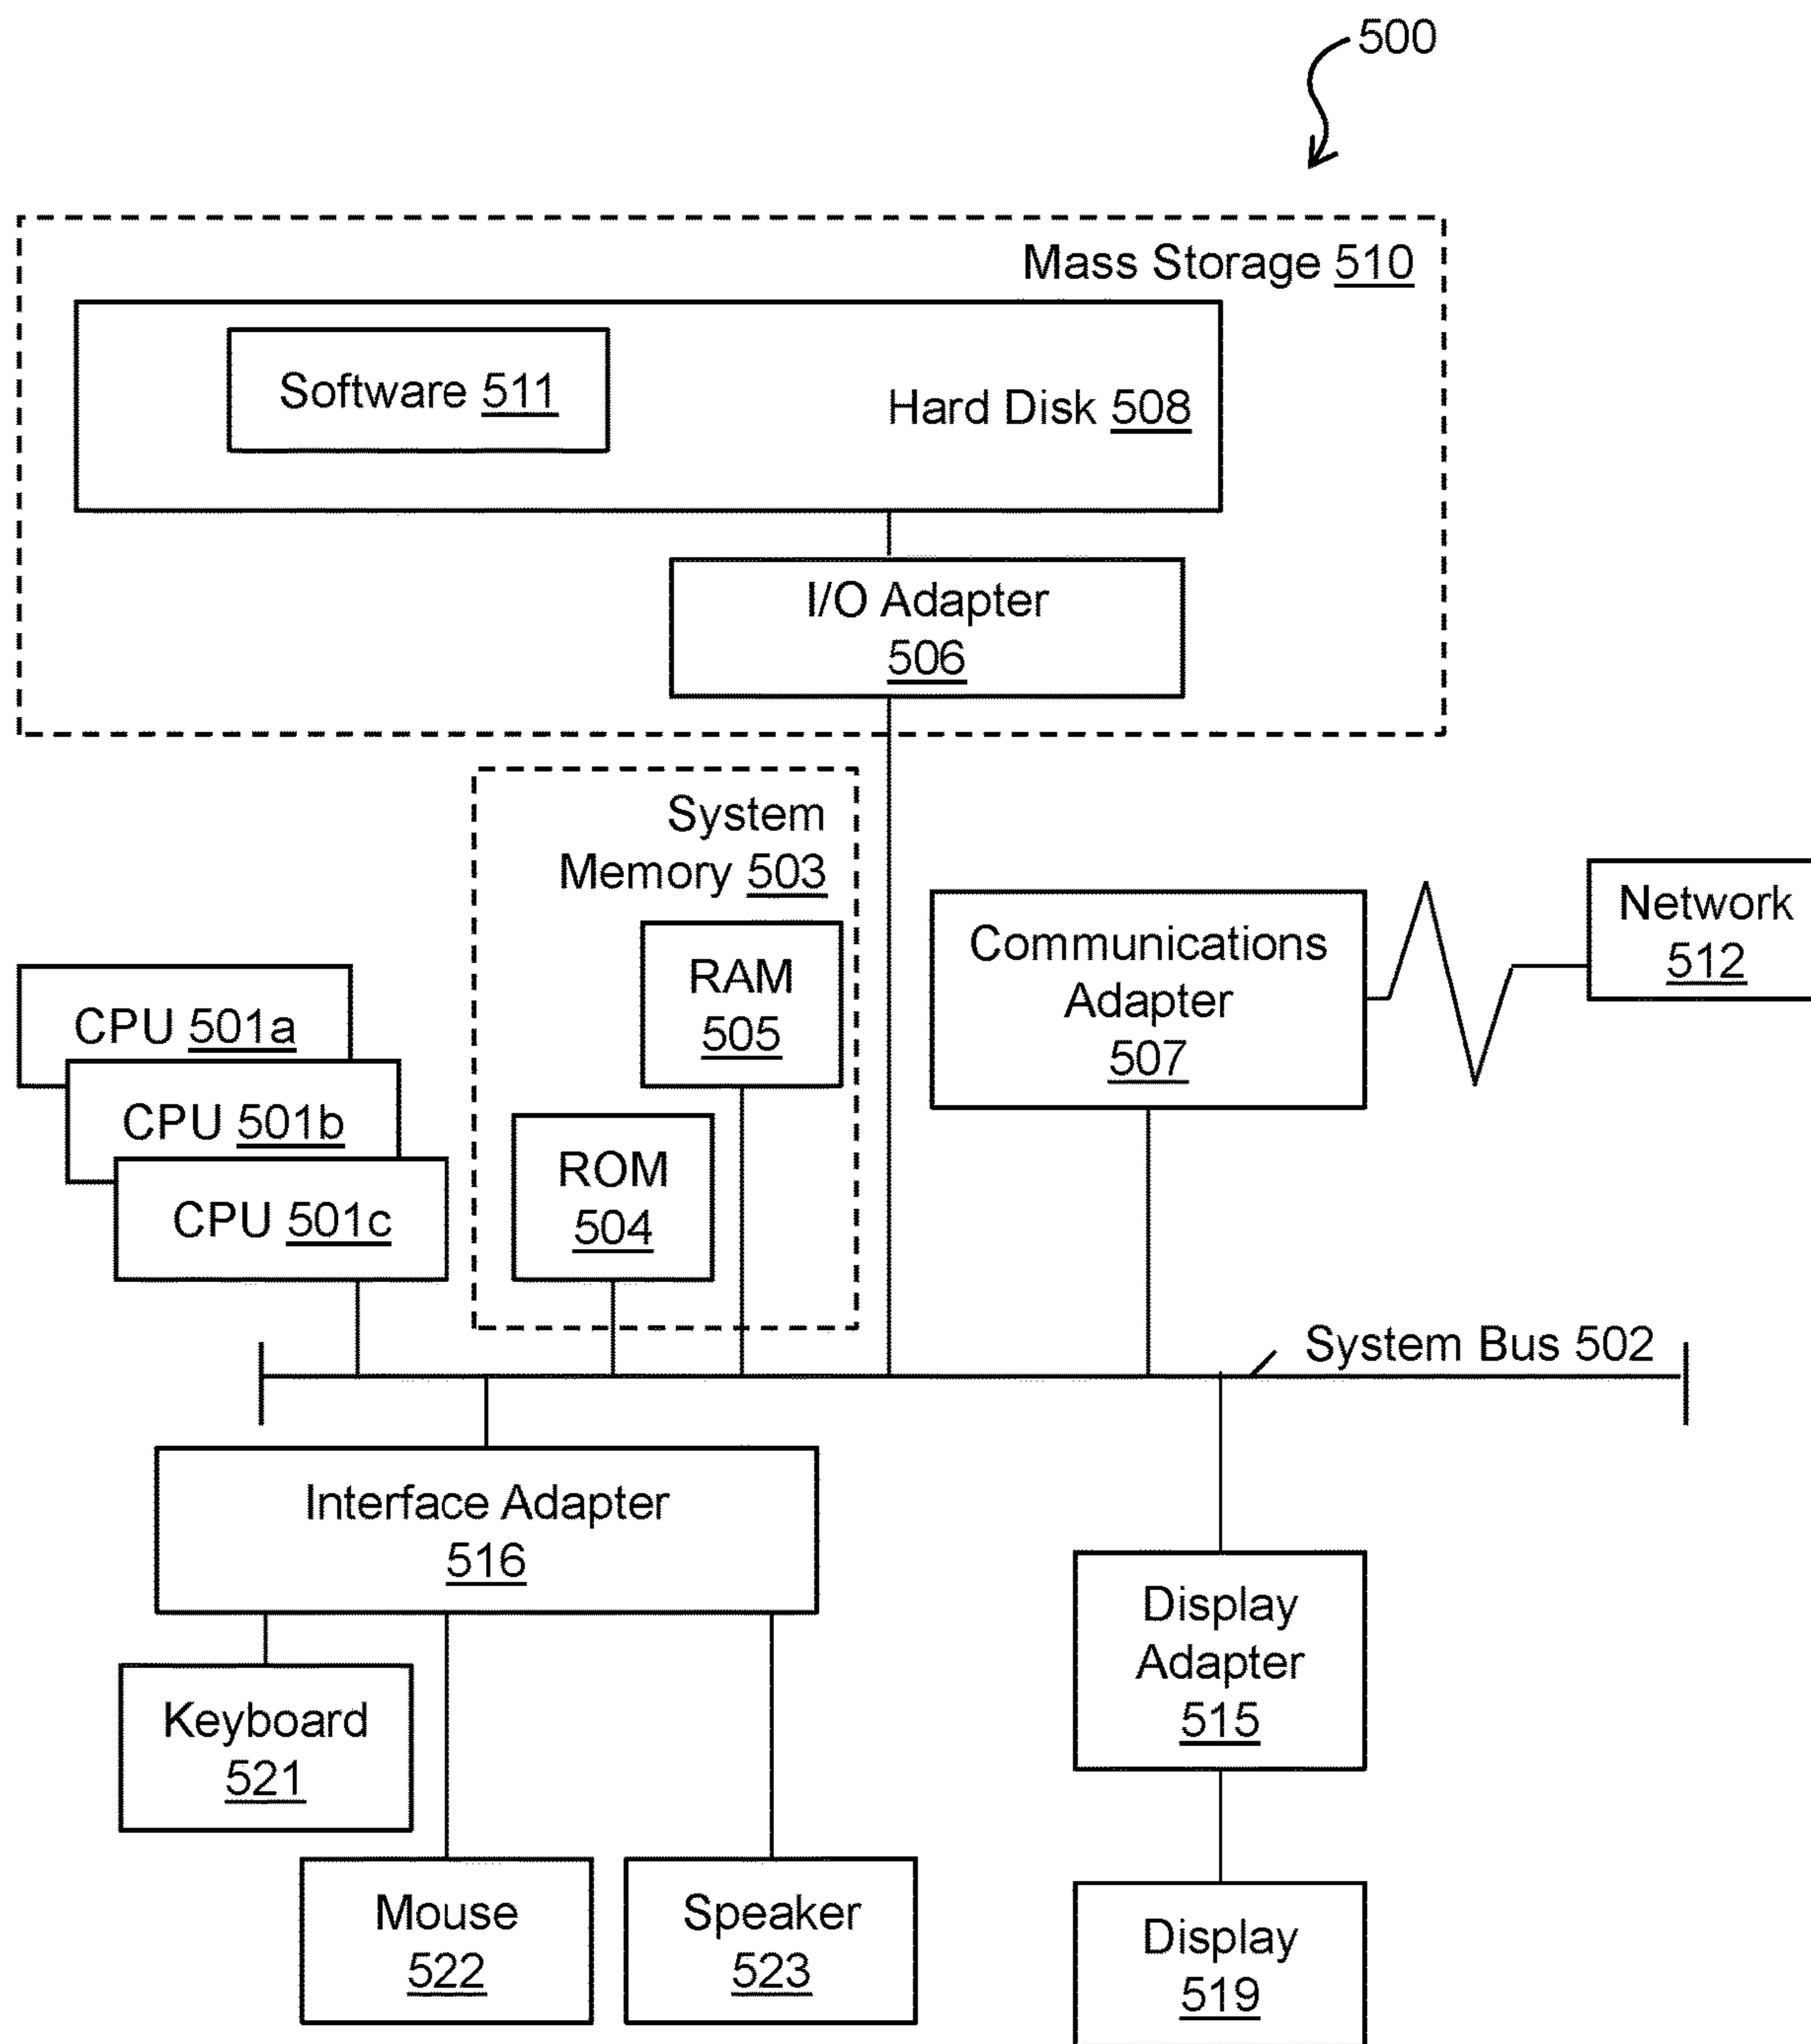 500
Mass Storage 510
Software 511
Hard Disk 508
I/O Adapter
506
System
Memory 503
RAM
505
ROM
504
Communications
Adapter
507
Network
512
CPU 501a
CPU 501b
CPU 501c
System Bus 502
Interface Adapter
516
Keyboard
521
Mouse
522
Speaker
523
Display
Adapter
515
Display
519